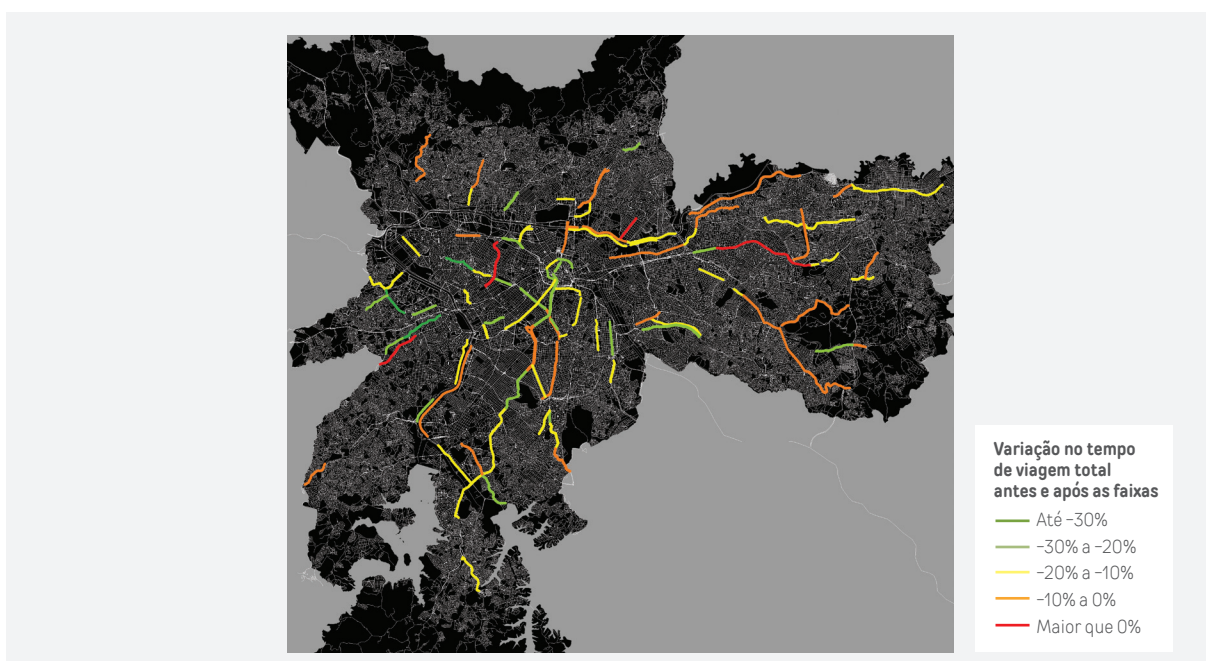 Variação no tempo
de viagem total
antes e após as faixas
Até –30%
–30% a –20%
–20% a –10%
–10% a 0%
Maior que 0%